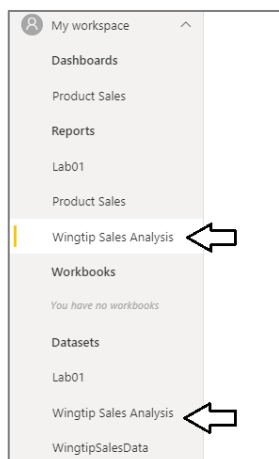 My workspace
Dashboards
Product Sales
Reports
Lab01
Product Sales
Wingtip Sales Analysis
Workbooks
You have no workbooks
Datasets
Lab01
Wingtip Sales Analysis
WingtipSalesData